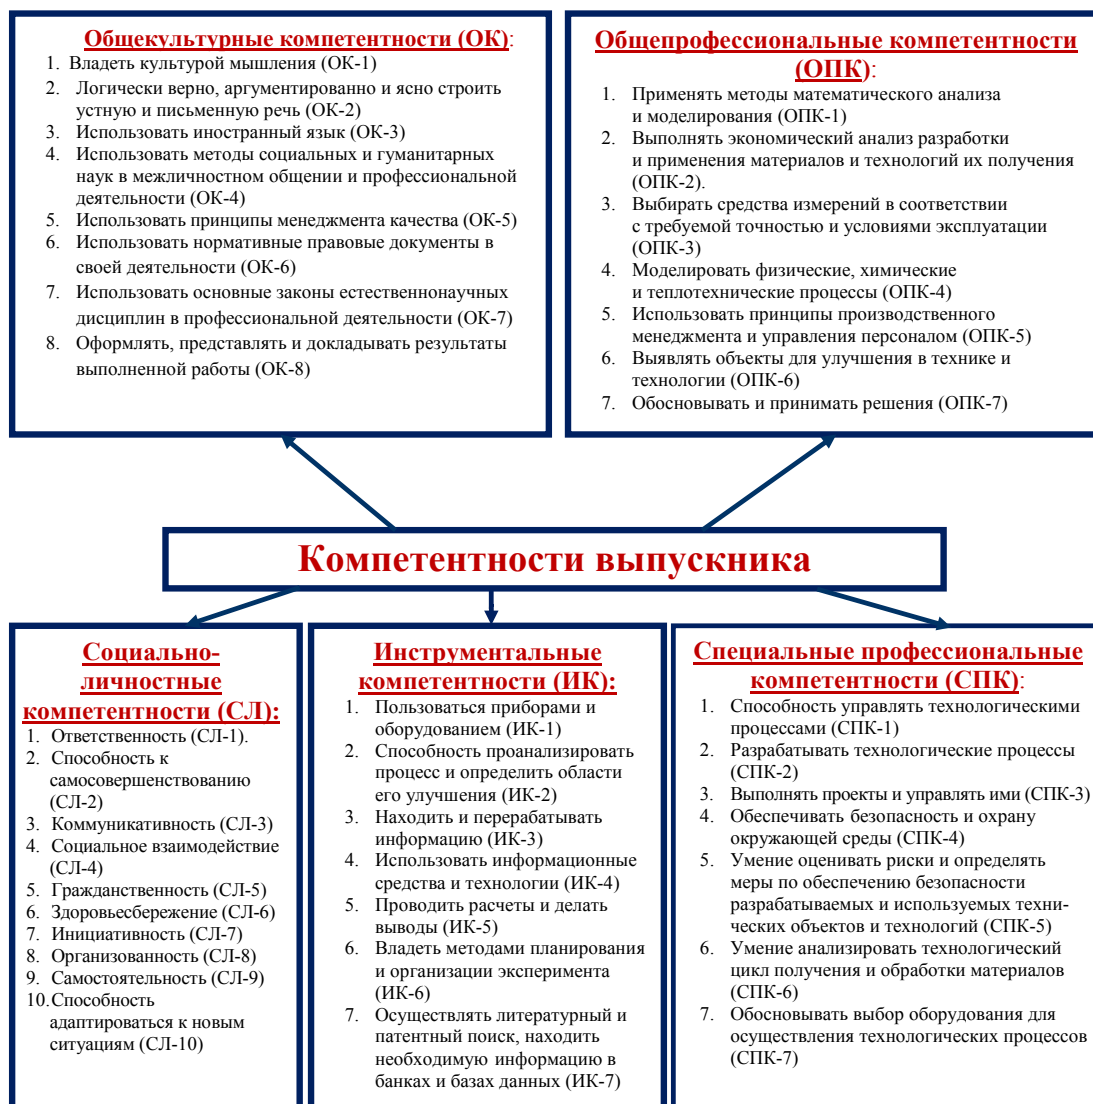 Общекультурные компетентности (ОК):
1. Владеть культурой мышления (ОК-1)
2. Логически верно, аргументированно и ясно строить
устную и письменную речь (ОК-2)
3. Использовать иностранный язык (ОК-3)
4. Использовать методы социальных и гуманитарных
наук в межличностном общении и профессиональной
деятельности (ОК-4)
5. Использовать принципы менеджмента качества (ОК-5)
6. Использовать нормативные правовые документы в
своей деятельности (ОК-6)
7. Использовать основные законы естественнонаучных
дисциплин в профессиональной деятельности (ОК-7)
8. Оформлять, представлять и докладывать результаты
выполненной работы (ОК-8)
Общепрофессиональные компетентности
(ОПК):
1. Применять методы математического анализа
и моделирования (ОПК-1)
2. Выполнять экономический анализ разработки
и применения материалов и технологий их получения
(ОПК-2).
3. Выбирать средства измерений в соответствии
с требуемой точностью и условиями эксплуатации
(ОПК-3)
4. Моделировать физические, химические
и теплотехнические процессы (ОПК-4)
5. Использовать принципы производственного
менеджмента и управления персоналом (ОПК-5)
6. Выявлять объекты для улучшения в технике и
технологии (ОПК-6)
7. Обосновывать и принимать решения (ОПК-7)
Компетентности выпускника
Социально-
личностные
компетентности (СЛ):
1. Ответственность (СЛ-1).
2. Способность к
самосовершенствованию
(СЛ-2)
3. Коммуникативность (СЛ-3)
4. Социальное взаимодействие
(СЛ-4)
5. Гражданственность (СЛ-5)
6. Здоровьесбережение (СЛ-6)
7. Инициативность (СЛ-7)
8. Организованность (СЛ-8)
9. Самостоятельность (СЛ-9)
10. Способность
адаптироваться к новым
ситуациям (СЛ-10)
Инструментальные
компетентности (ИК):
1. Пользоваться приборами и
оборудованием (ИК-1)
2. Способность проанализировать
процесс и определить области
его улучшения (ИК-2)
3. Находить и перерабатывать
информацию (ИК-3)
4. Использовать информационные
средства и технологии (ИК-4)
5. Проводить расчеты и делать
выводы (ИК-5)
6. Владеть методами планирования
и организации эксперимента
(ИК-6)
7. Осуществлять литературный и
патентный поиск, находить
необходимую информацию в
банках и базах данных (ИК-7)
Специальные профессиональные
компетентности (СПК):
1. Способность управлять технологическими
процессами (СПК-1)
2. Разрабатывать технологические процессы
(СПК-2)
3. Выполнять проекты и управлять ими (СПК-3)
4. Обеспечивать безопасность и охрану
окружающей среды (СПК-4)
5. Умение оценивать риски и определять
меры по обеспечению безопасности
разрабатываемых и используемых техни-
ческих объектов и технологий (СПК-5)
6. Умение анализировать технологический
цикл получения и обработки материалов
(СПК-6)
7. Обосновывать выбор оборудования для
осуществления технологических процессов
(СПК-7)